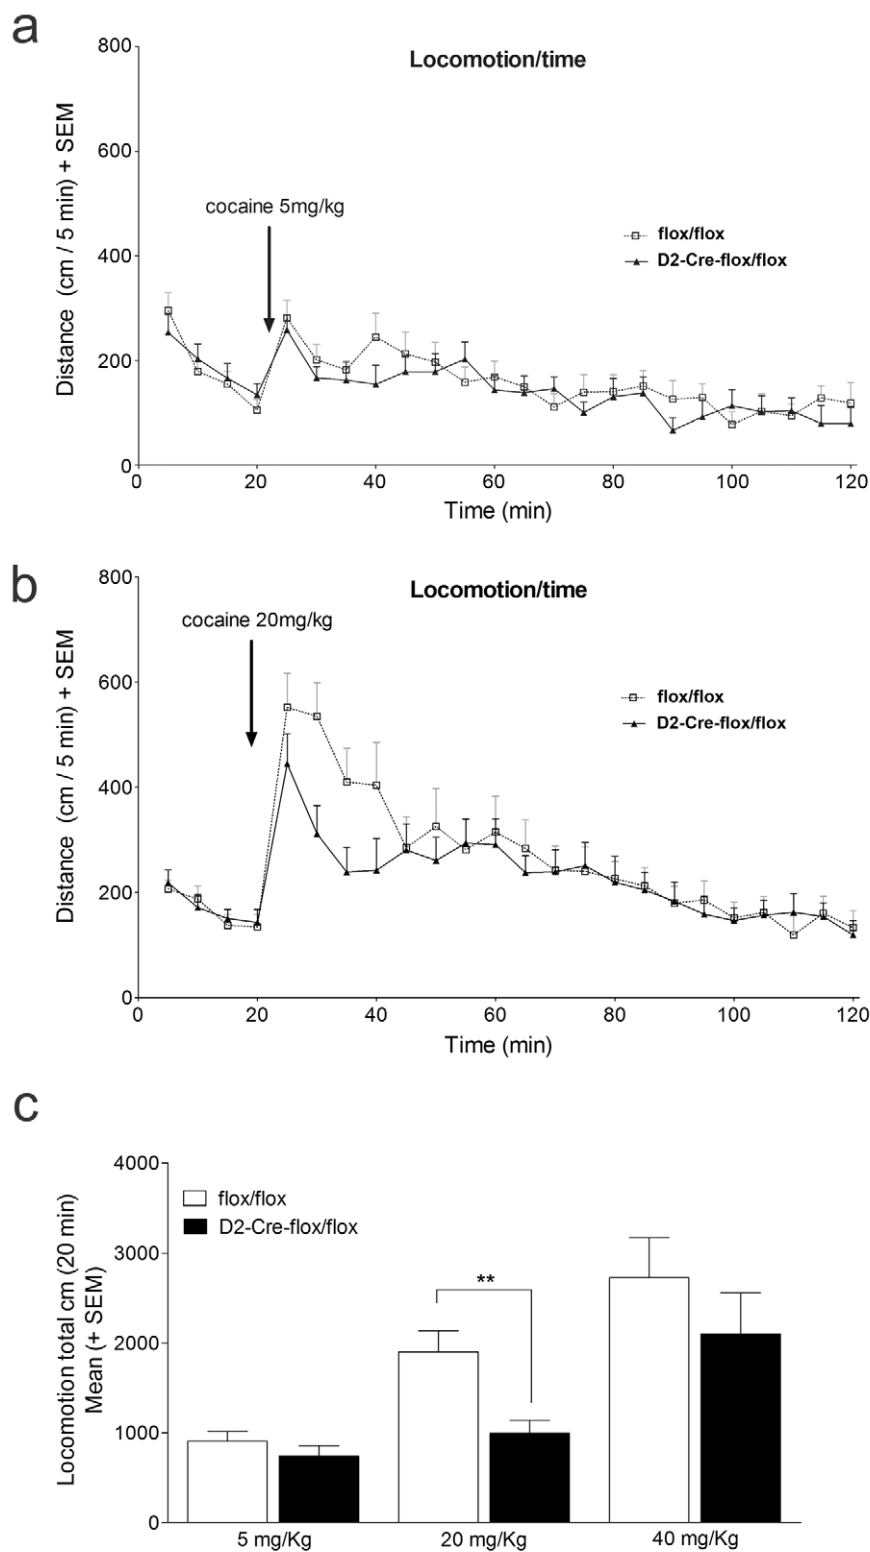 a
Locomotion/time
800
600
400
200
0
Distance (cm / 5 min) + SEM
cocaine 5mg/kg
flox/flox
D2-Cre-flox/flox
0 20 40 60 80 100 120
Time (min)
b
Locomotion/time
800
600
400
200
0
Distance (cm / 5 min) + SEM
cocaine 20mg/kg
flox/flox
D2-Cre-flox/flox
0 20 40 60 80 100 120
Time (min)
c
4000
3000
2000
1000
0
Locomotion total cm (20 min)
Mean (+ SEM)
flox/flox
D2-Cre-flox/flox
**
5 mg/Kg 20 mg/Kg 40 mg/Kg